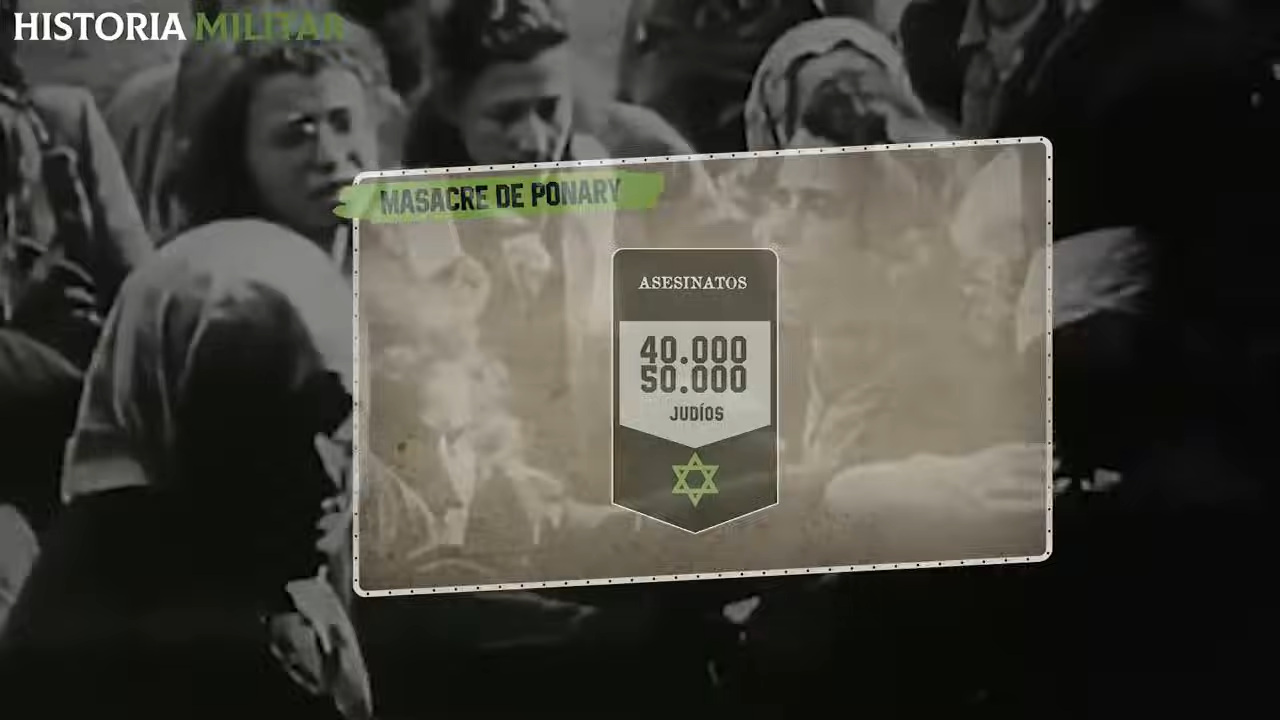 HISTORIA MILITAR
MASACRE DE PONARY
ASESINATOS
40.000
50.000
JUDÍOS